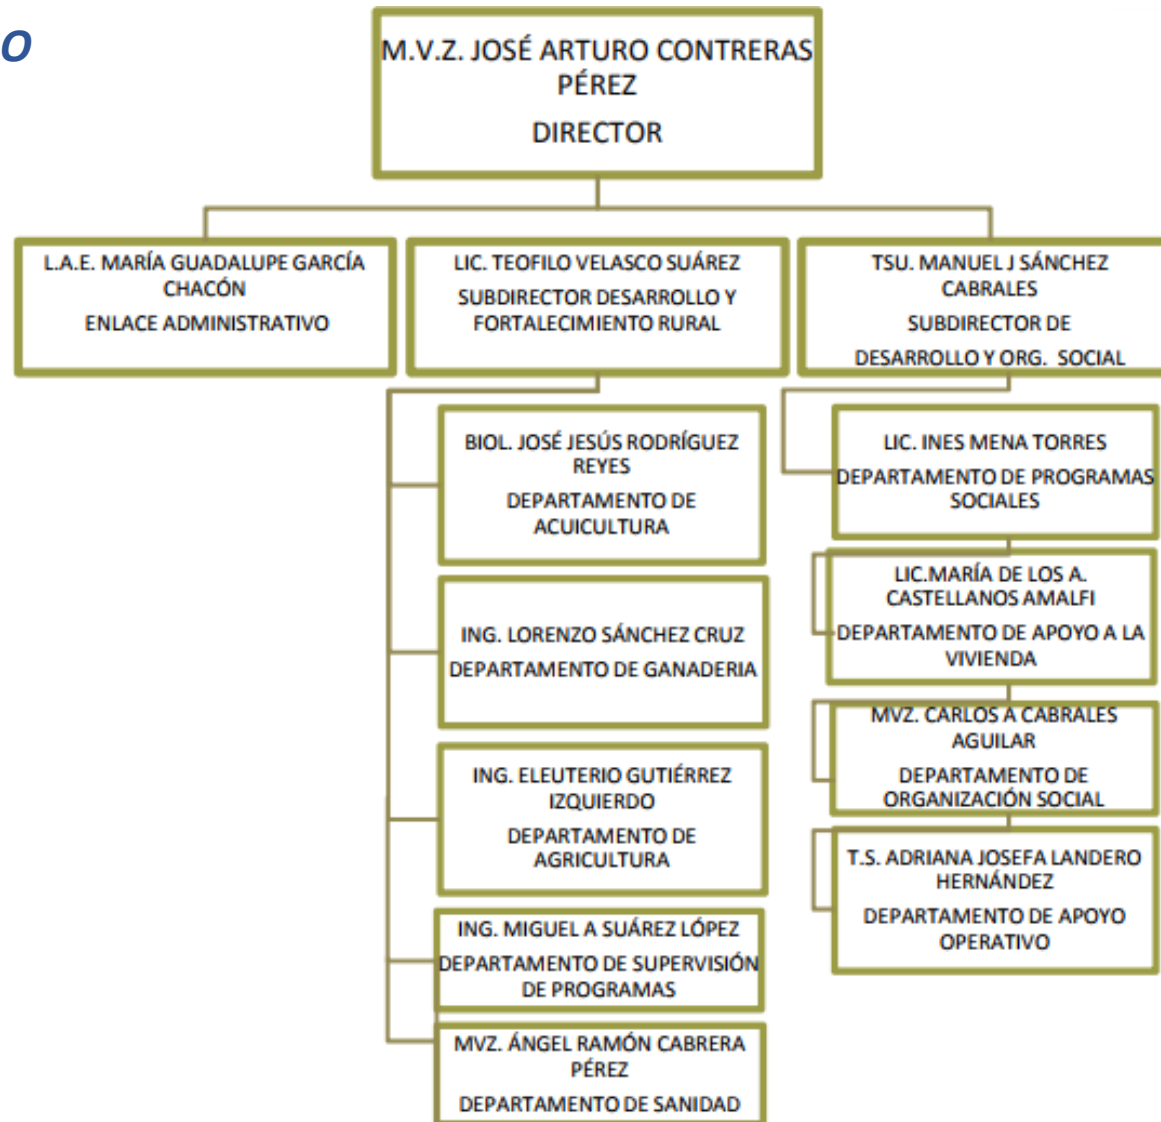 O
M.V.Z. JOSÉ ARTURO CONTRERAS
PÉREZ
DIRECTOR
L.A.E. MARÍA GUADALUPE GARCÍA
CHACÓN
ENLACE ADMINISTRATIVO
LIC. TEOFILO VELASCO SUÁREZ
SUBDIRECTOR DESARROLLO Y
FORTALECIMIENTO RURAL
TSU. MANUEL J SÁNCHEZ
CABRALES
SUBDIRECTOR DE
DESARROLLO Y ORG. SOCIAL
BIOL. JOSÉ JESÚS RODRÍGUEZ
REYES
DEPARTAMENTO DE
ACUICULTURA
ING. LORENZO SÁNCHEZ CRUZ
DEPARTAMENTO DE GANADERIA
ING. ELEUTERIO GUTIÉRREZ
IZQUIERDO
DEPARTAMENTO DE
AGRICULTURA
ING. MIGUEL A SUÁREZ LÓPEZ
DEPARTAMENTO DE SUPERVISIÓN
DE PROGRAMAS
MVZ. ÁNGEL RAMÓN CABRERA
PÉREZ
DEPARTAMENTO DE SANIDAD
LIC. INES MENA TORRES
DEPARTAMENTO DE PROGRAMAS
SOCIALES
LIC.MARÍA DE LOS A.
CASTELLANOS AMALFI
DEPARTAMENTO DE APOYO A LA
VIVIENDA
MVZ. CARLOS A CABRALES
AGUILAR
DEPARTAMENTO DE
ORGANIZACIÓN SOCIAL
T.S. ADRIANA JOSEFA LANDERO
HERNÁNDEZ
DEPARTAMENTO DE APOYO
OPERATIVO